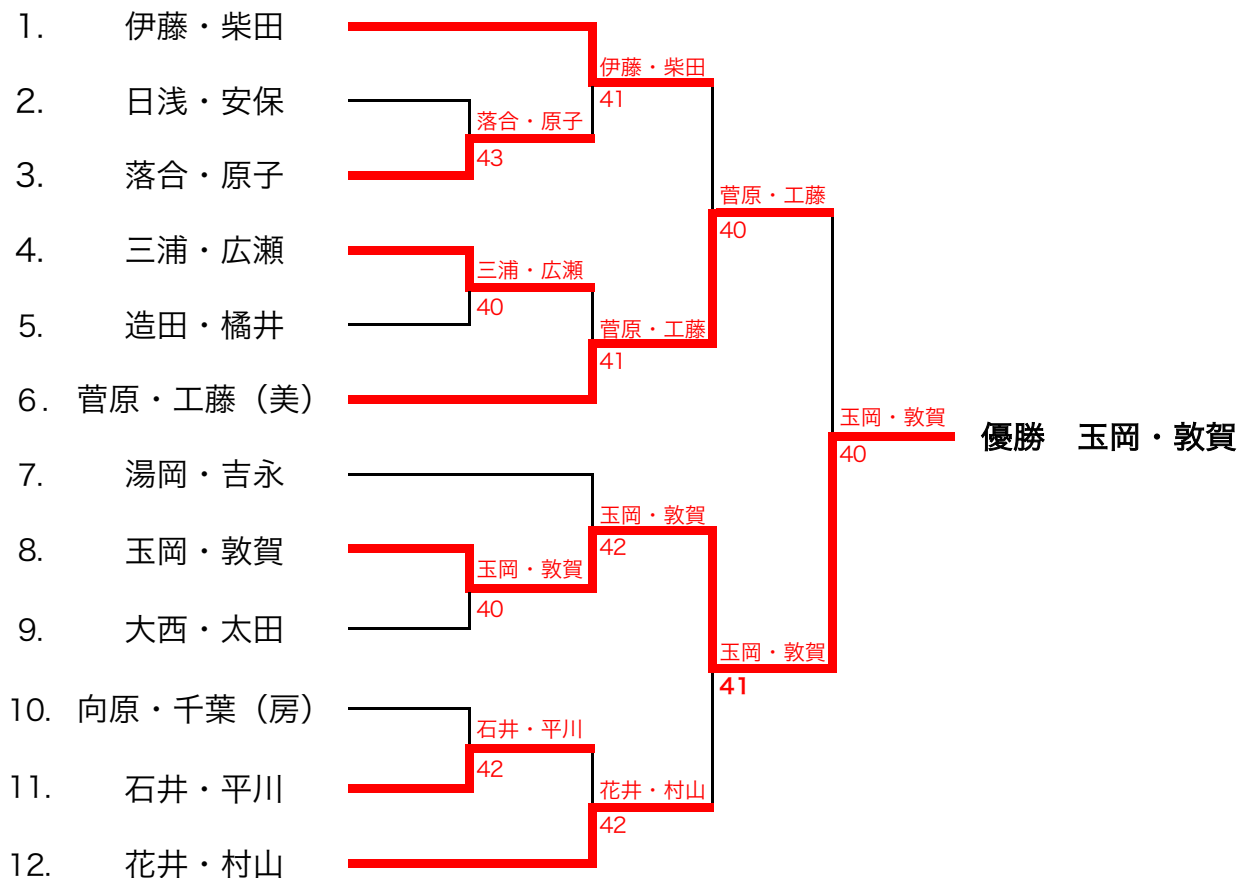 1. 伊藤・柴田
伊藤・柴田
41
2. 日浅・安保
落合・原子
43
3. 落合・原子
菅原・工藤
40
4. 三浦・広瀬
三浦・広瀬
40
5. 造田・橘井
菅原・工藤
41
6. 菅原・工藤（美）
玉岡・敦賀
40
優勝　玉岡・敦賀
7. 湯岡・吉永
玉岡・敦賀
42
8. 玉岡・敦賀
玉岡・敦賀
40
9. 大西・太田
玉岡・敦賀
41
10. 向原・千葉（房）
石井・平川
42
11. 石井・平川
花井・村山
42
12. 花井・村山